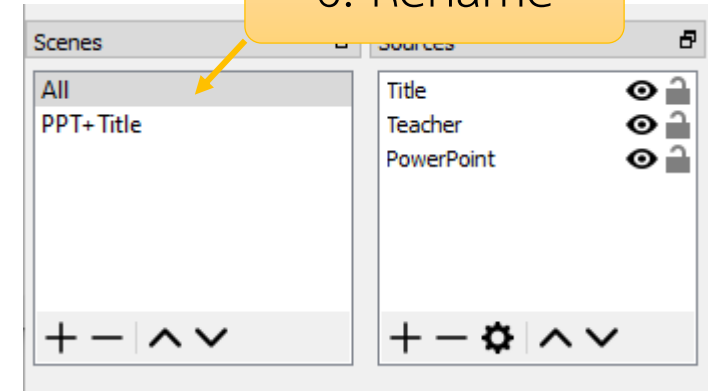 6. Rename
Scenes
Sources
All
PPT+Title
Title
Teacher
PowerPoint